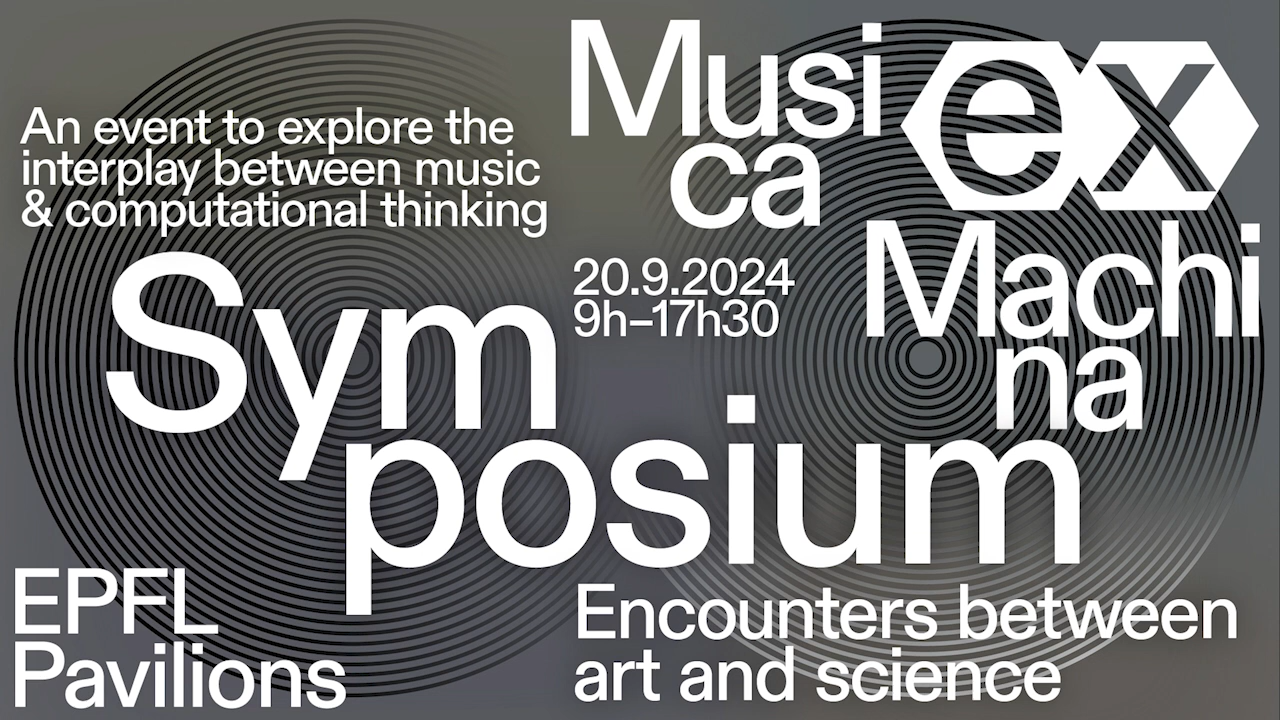 An event to explore the
interplay between music
& computational thinking
Musi
ca
ex
Machi
na
20.9.2024
9h–17h30
Sym
posium
EPFL
Pavilions
Encounters between
art and science